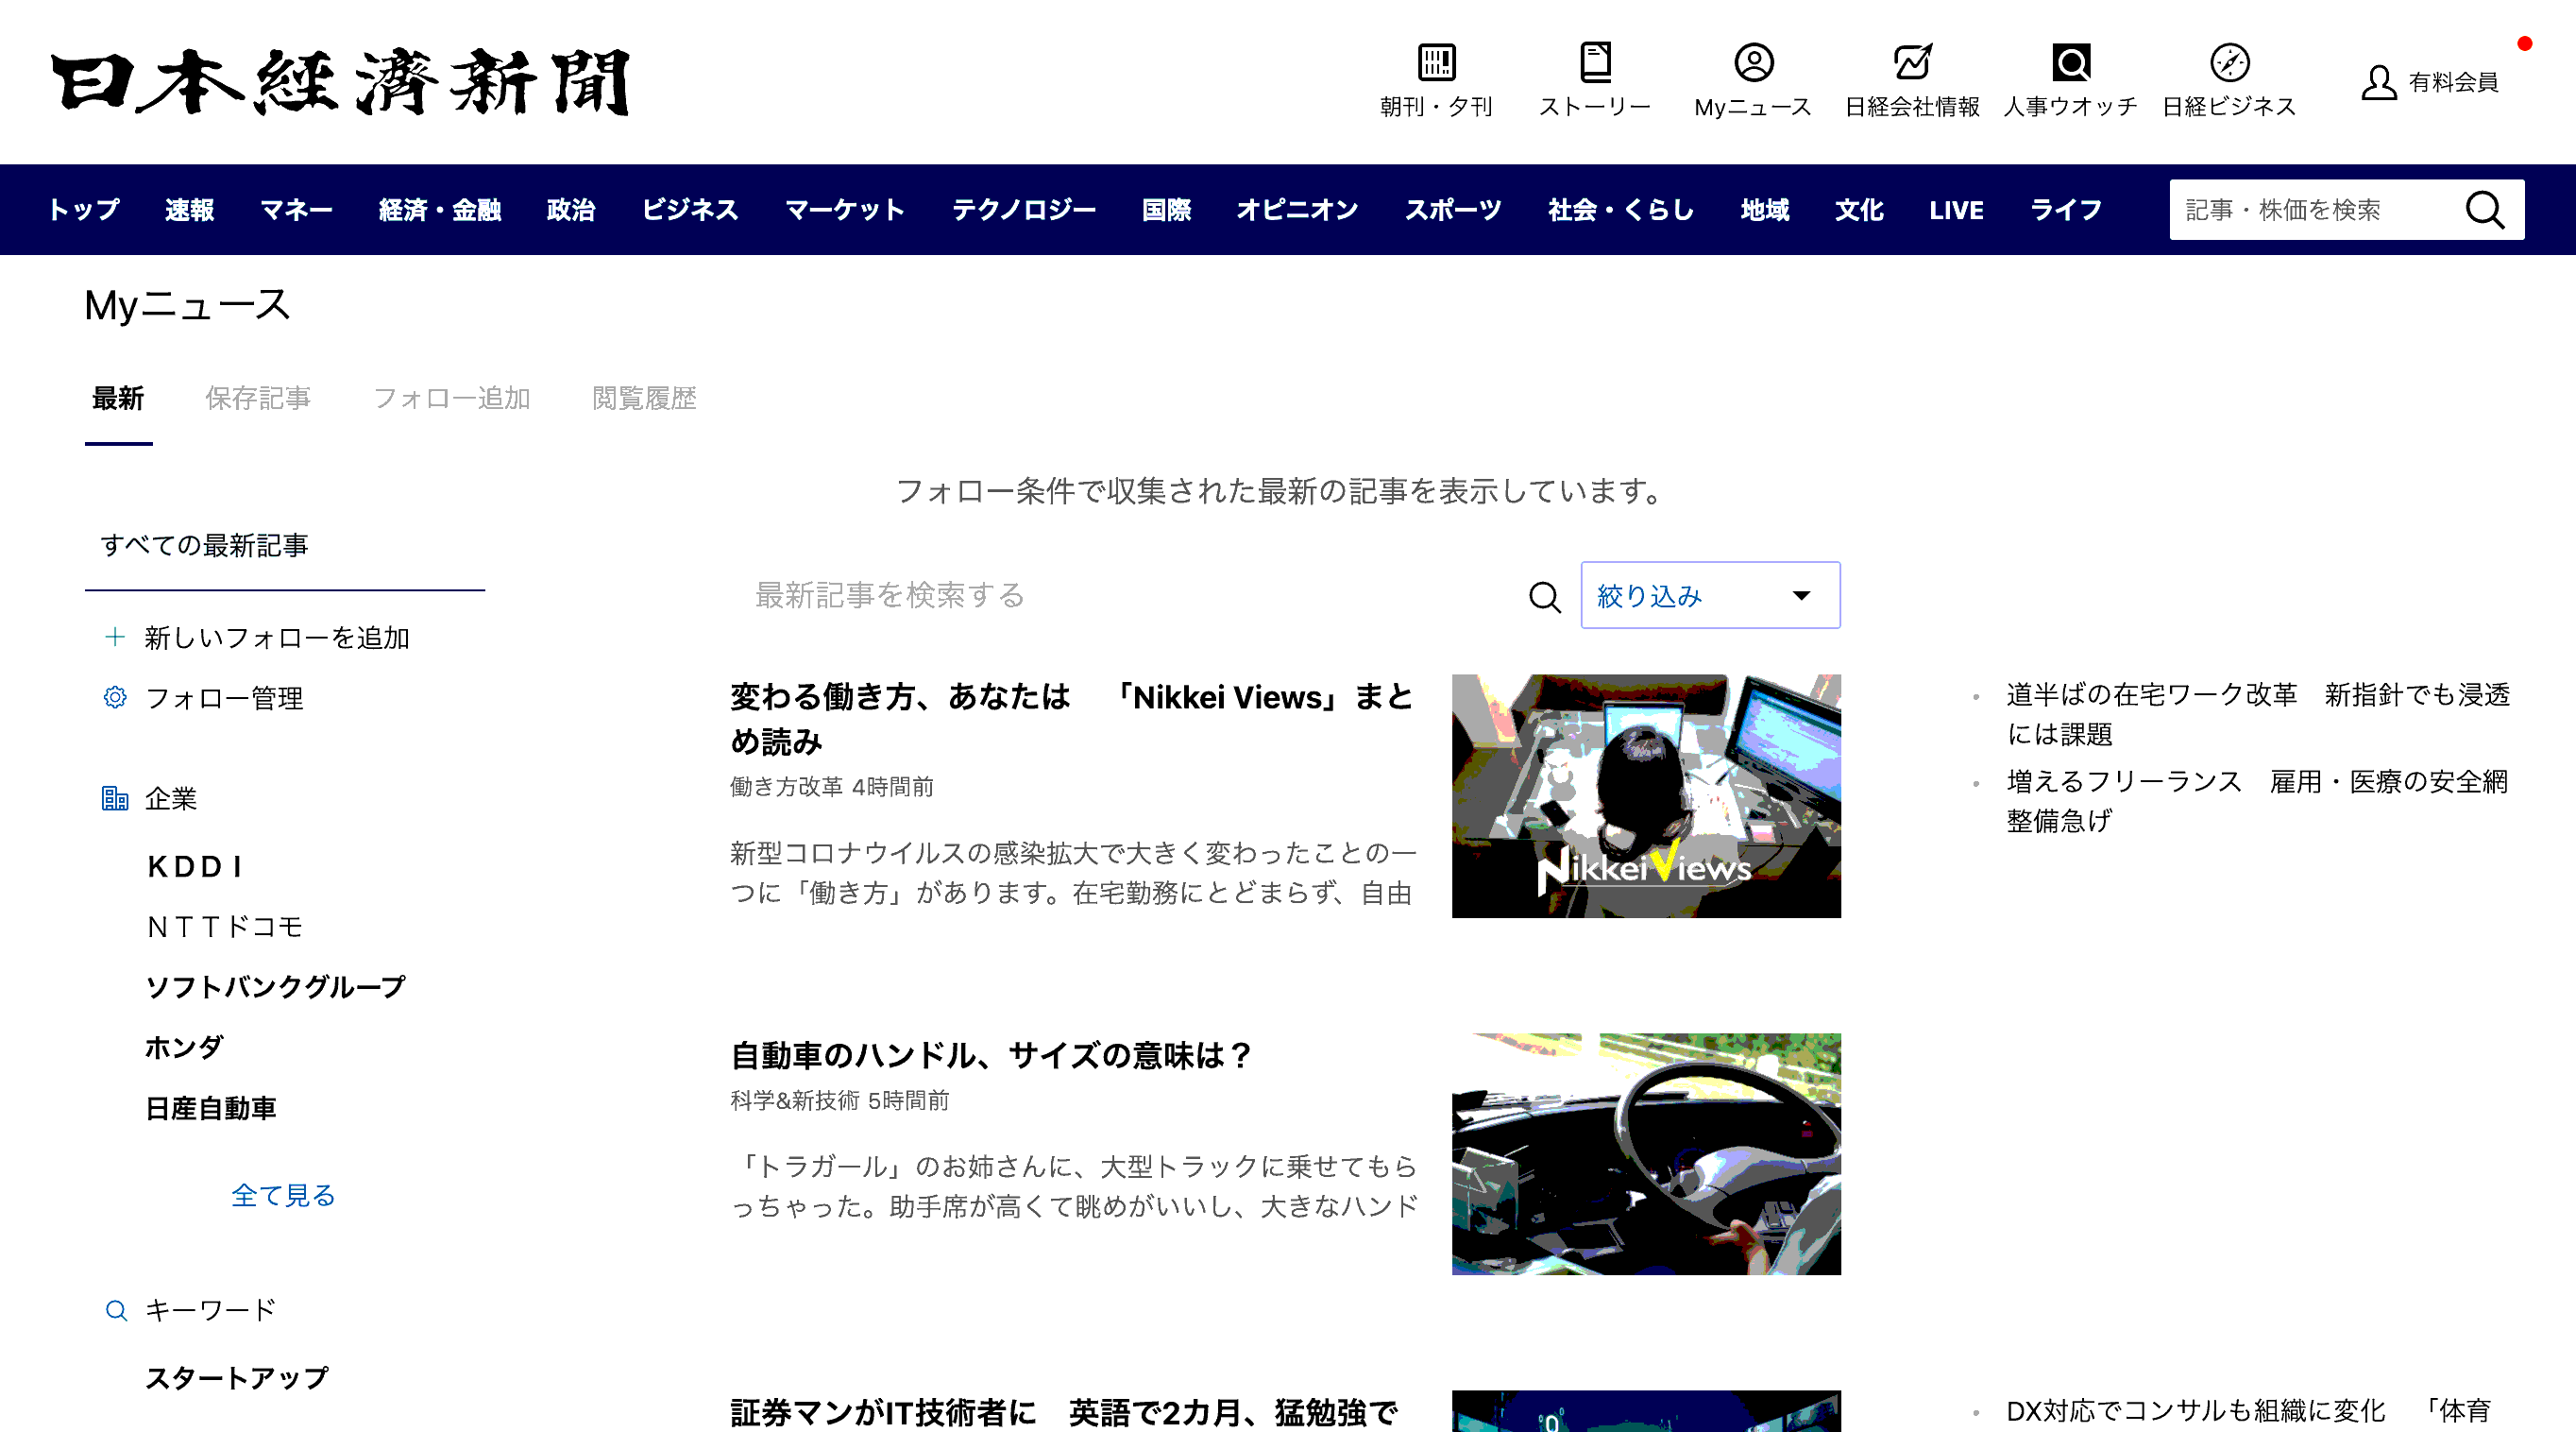 日本経済新聞
朝刊・夕刊
ストーリー
Myニュース
日経会社情報
人事ウオッチ
日経ビジネス
有料会員
トップ 速報 マネー 経済・金融 政治 ビジネス マーケット テクノロジー 国際 オピニオン スポーツ 社会・くらし 地域 文化 LIVE ライフ
記事・株価を検索
Myニュース
最新 保存記事 フォロー追加 閲覧履歴
フォロー条件で収集された最新の記事を表示しています。
すべての最新記事
新しいフォローを追加
フォロー管理
企業
ＫＤＤＩ
ＮＴＴドコモ
ソフトバンクグループ
ホンダ
日産自動車
全て見る
キーワード
スタートアップ
最新記事を検索する
絞り込み
変わる働き方、あなたは　「Nikkei Views」まと
め読み
働き方改革 4時間前
新型コロナウイルスの感染拡大で大きく変わったことの一
つに「働き方」があります。在宅勤務にとどまらず、自由
Nikkei Views
道半ばの在宅ワーク改革　新指針でも浸透
には課題
増えるフリーランス　雇用・医療の安全網
整備急げ
自動車のハンドル、サイズの意味は？
科学&新技術 5時間前
「トラガール」のお姉さんに、大型トラックに乗せてもら
っちゃった。助手席が高くて眺めがいいし、大きなハンド
証券マンがIT技術者に　英語で2カ月、猛勉強で
DX対応でコンサルも組織に変化　「体育